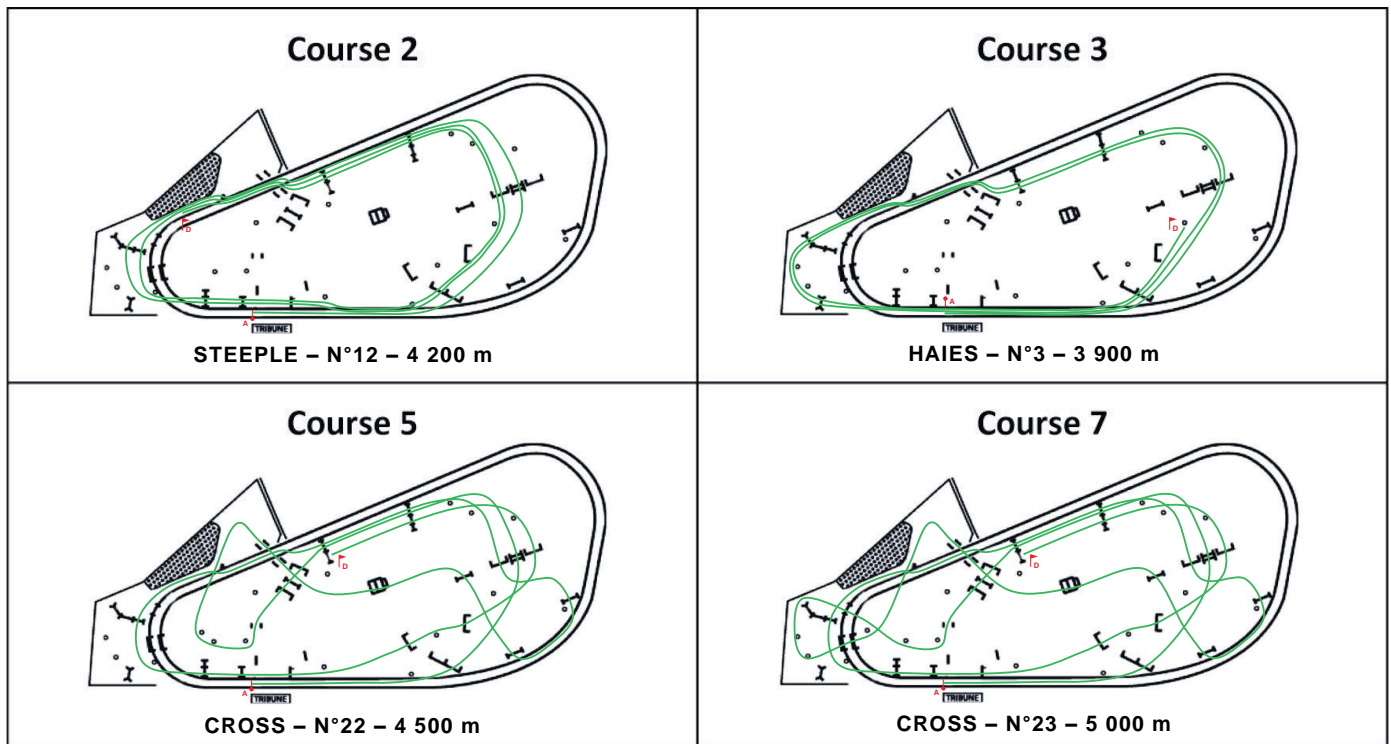 Course 2
D
A
TRIBUNE
STEEPLE – N°12 – 4 200 m
Course 3
D
A
TRIBUNE
HAIES – N°3 – 3 900 m
Course 5
D
A
TRIBUNE
CROSS – N°22 – 4 500 m
Course 7
D
A
TRIBUNE
CROSS – N°23 – 5 000 m